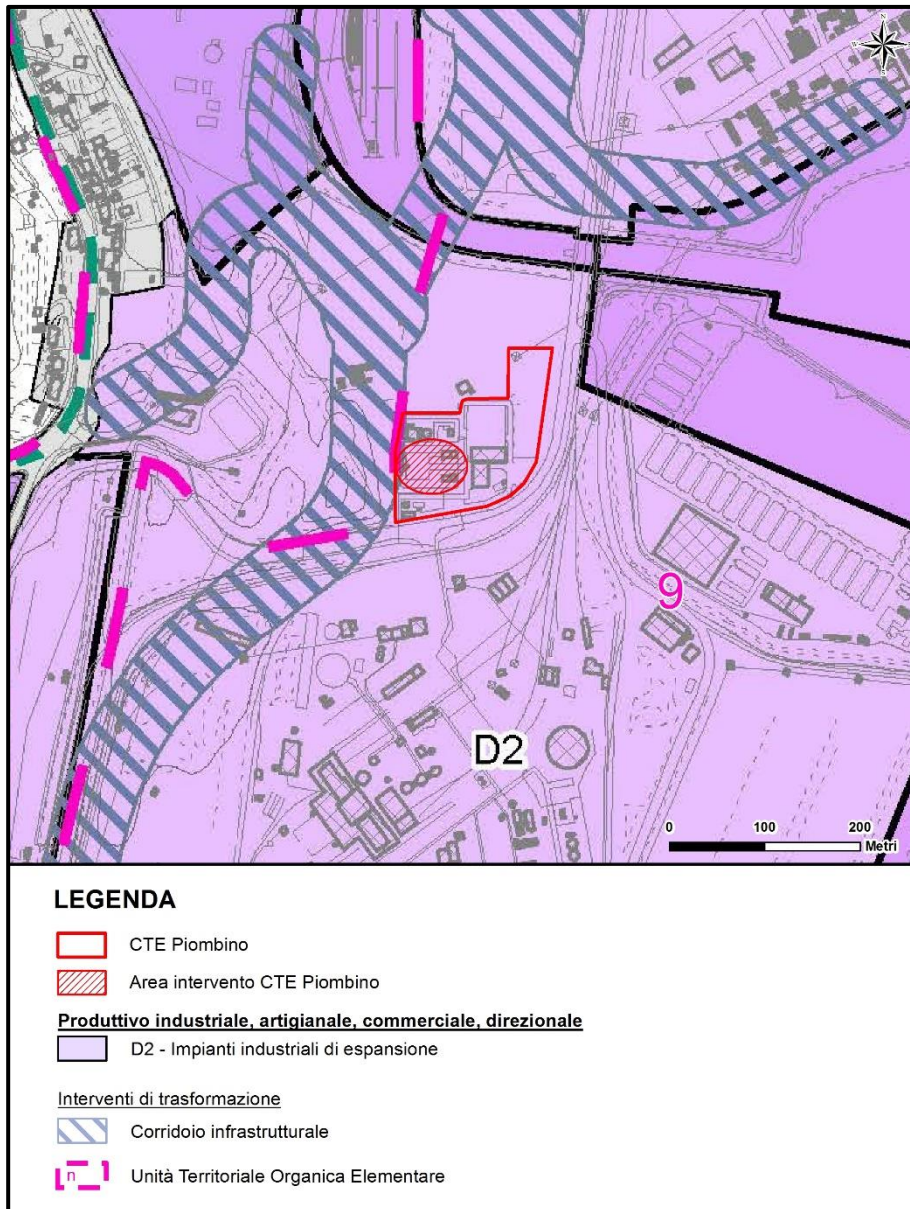 N
9
D2
0 100 200
Metri
LEGENDA
CTE Piombino
Area intervento CTE Piombino
Produttivo industriale, artigianale, commerciale, direzionale
D2 - Impianti industriali di espansione
Interventi di trasformazione
Corridoio infrastrutturale
n Unità Territoriale Organica Elementare